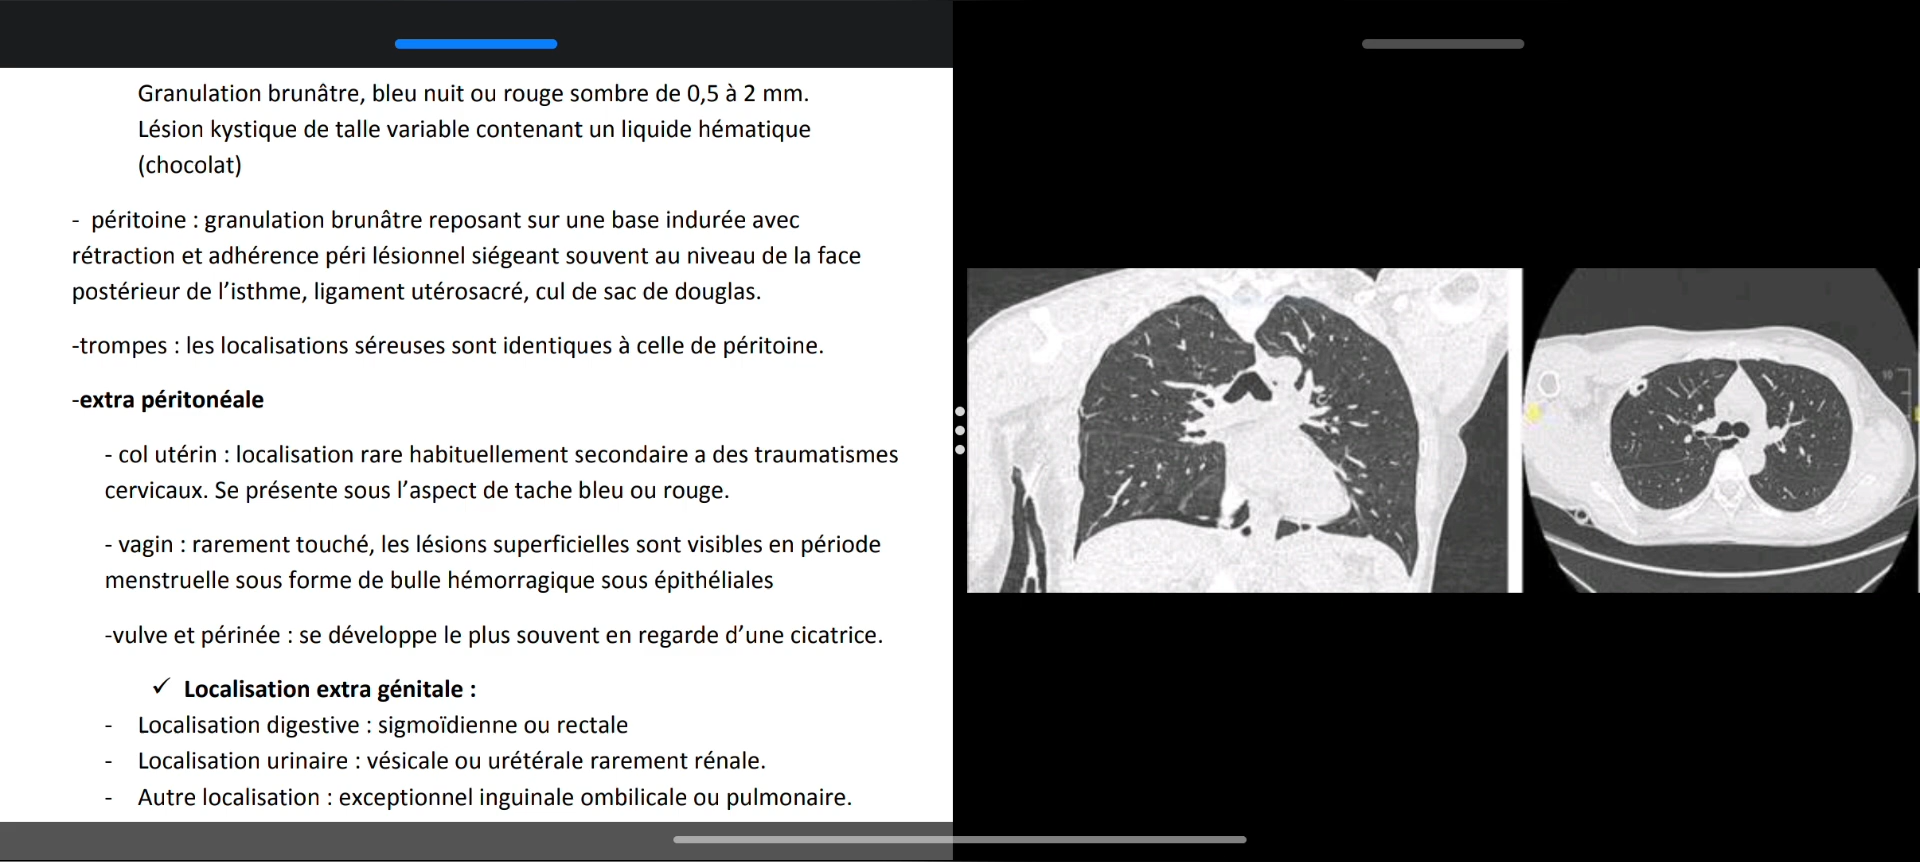 Granulation brunâtre, bleu nuit ou rouge sombre de 0,5 à 2 mm.
Lésion kystique de talle variable contenant un liquide hématique
(chocolat)
- péritoine : granulation brunâtre reposant sur une base indurée avec
rétraction et adhérence péri lésionnel siégeant souvent au niveau de la face
postérieur de l’isthme, ligament utérosacré, cul de sac de douglas.
-trompes : les localisations séreuses sont identiques à celle de péritoine.
-extra péritonéale
- col utérin : localisation rare habituellement secondaire a des traumatismes
cervicaux. Se présente sous l’aspect de tache bleu ou rouge.
- vagin : rarement touché, les lésions superficielles sont visibles en période
menstruelle sous forme de bulle hémorragique sous épithéliales
-vulve et périnée : se développe le plus souvent en regarde d’une cicatrice.
✓ Localisation extra génitale :
- Localisation digestive : sigmoïdienne ou rectale
- Localisation urinaire : vésicale ou urétérale rarement rénale.
- Autre localisation : exceptionnel inguinale ombilicale ou pulmonaire.